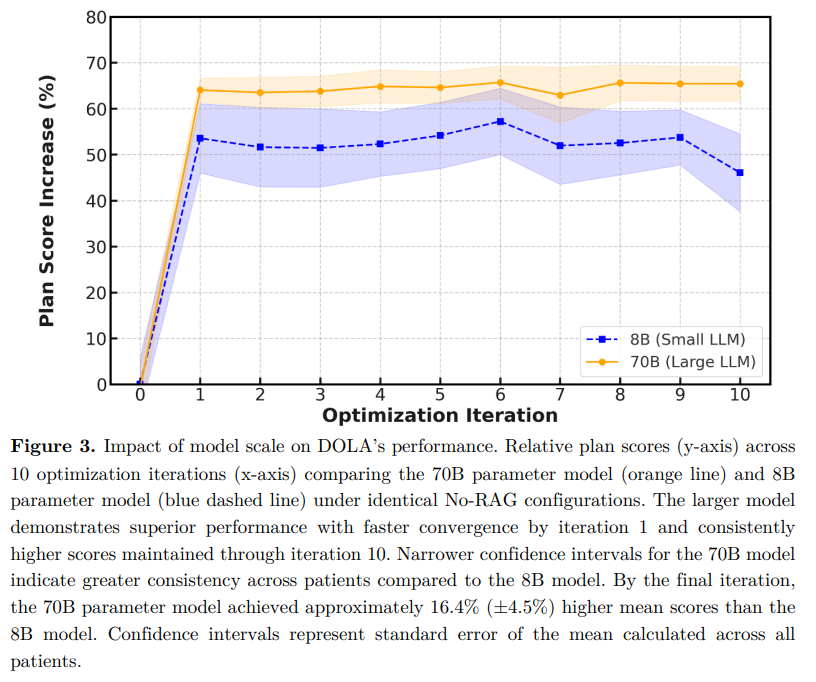 80
70
60
50
40
30
20
10
0
Plan Score Increase (%)
8B (Small LLM)
70B (Large LLM)
0 1 2 3 4 5 6 7 8 9 10
Optimization Iteration
Figure 3. Impact of model scale on DOLA's performance. Relative plan scores (y-axis) across
10 optimization iterations (x-axis) comparing the 70B parameter model (orange line) and 8B
parameter model (blue dashed line) under identical No-RAG configurations. The larger model
demonstrates superior performance with faster convergence by iteration 1 and consistently
higher scores maintained through iteration 10. Narrower confidence intervals for the 70B model
indicate greater consistency across patients compared to the 8B model. By the final iteration,
the 70B parameter model achieved approximately 16.4% (±4.5%) higher mean scores than the
8B model. Confidence intervals represent standard error of the mean calculated across all
patients.